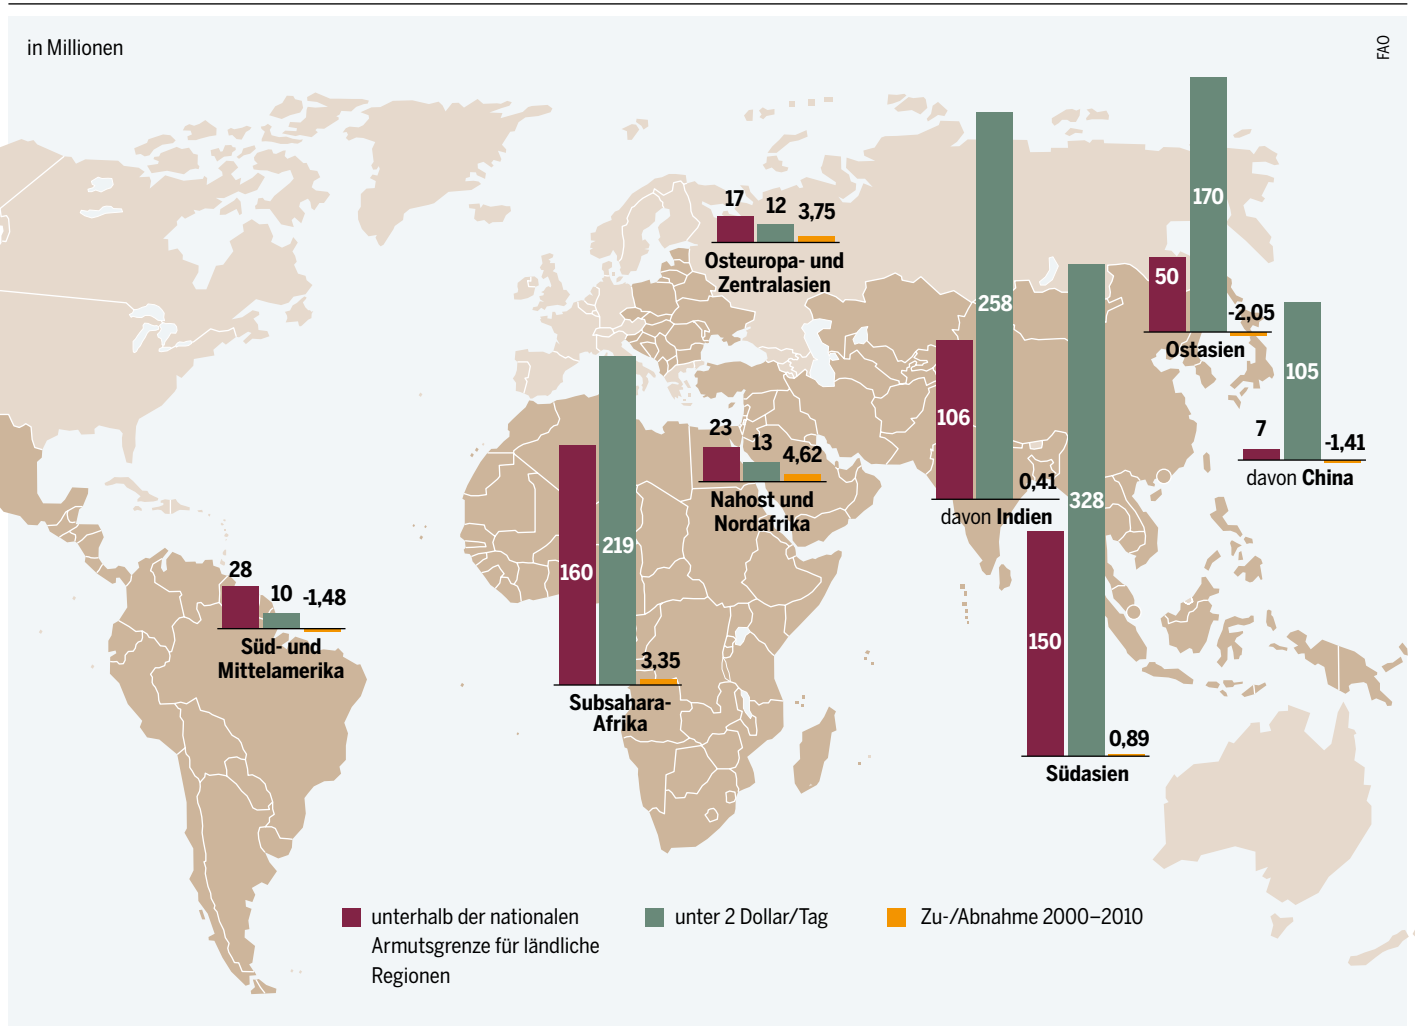 in Millionen
FAO
17
12
3,75
Osteuropa- und
Zentralasien
258
106
0,41
davon Indien
50
170
-2,05
Ostasien
7
105
-1,41
davon China
23
13
4,62
Nahost und
Nordafrika
328
150
0,89
Südasien
28
10
-1,48
Süd- und
Mittelamerika
160
219
3,35
Subsahara-
Afrika
unterhalb der nationalen
Armutsgrenze für ländliche
Regionen
unter 2 Dollar/Tag
Zu-/Abnahme 2000–2010